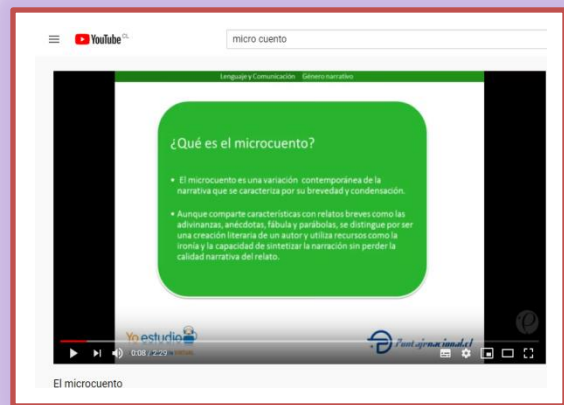 YouTube CL
micro cuento
Lenguaje y Comunicación Género narrativo
¿Qué es el microcuento?
• El microcuento es una variación contemporánea de la
narrativa que se caracteriza por su brevedad y condensación.
• Aunque comparte características con relatos breves como las
adivinanzas, anécdotas, fábula y parábolas, se distingue por ser
una creación literaria de un autor y utiliza recursos como la
ironía y la capacidad de sintetizar la narración sin perder la
calidad narrativa del relato.
Yo estudio
VIRTUAL
Puntajenacional.cl
0:08 / 2:29
El microcuento